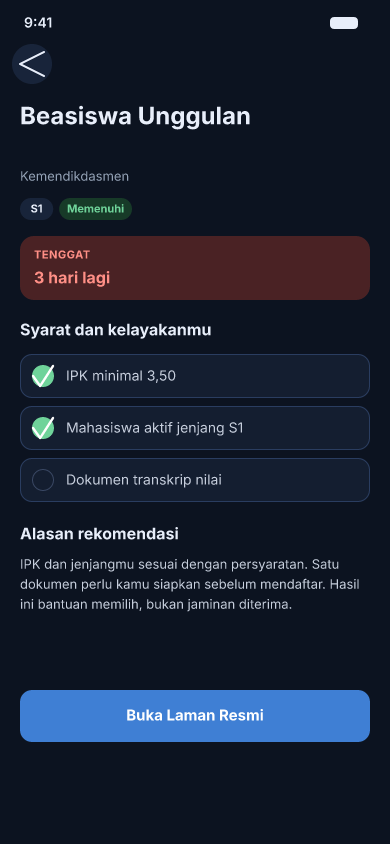 9:41
Beasiswa Unggulan
Kemendikdasmen
S1
Memenuhi
TENGGAT
3 hari lagi
Syarat dan kelayakanmu
IPK minimal 3,50
Mahasiswa aktif jenjang S1
Dokumen transkrip nilai
Alasan rekomendasi
IPK dan jenjangmu sesuai dengan persyaratan. Satu
dokumen perlu kamu siapkan sebelum mendaftar. Hasil
ini bantuan memilih, bukan jaminan diterima.
Buka Laman Resmi